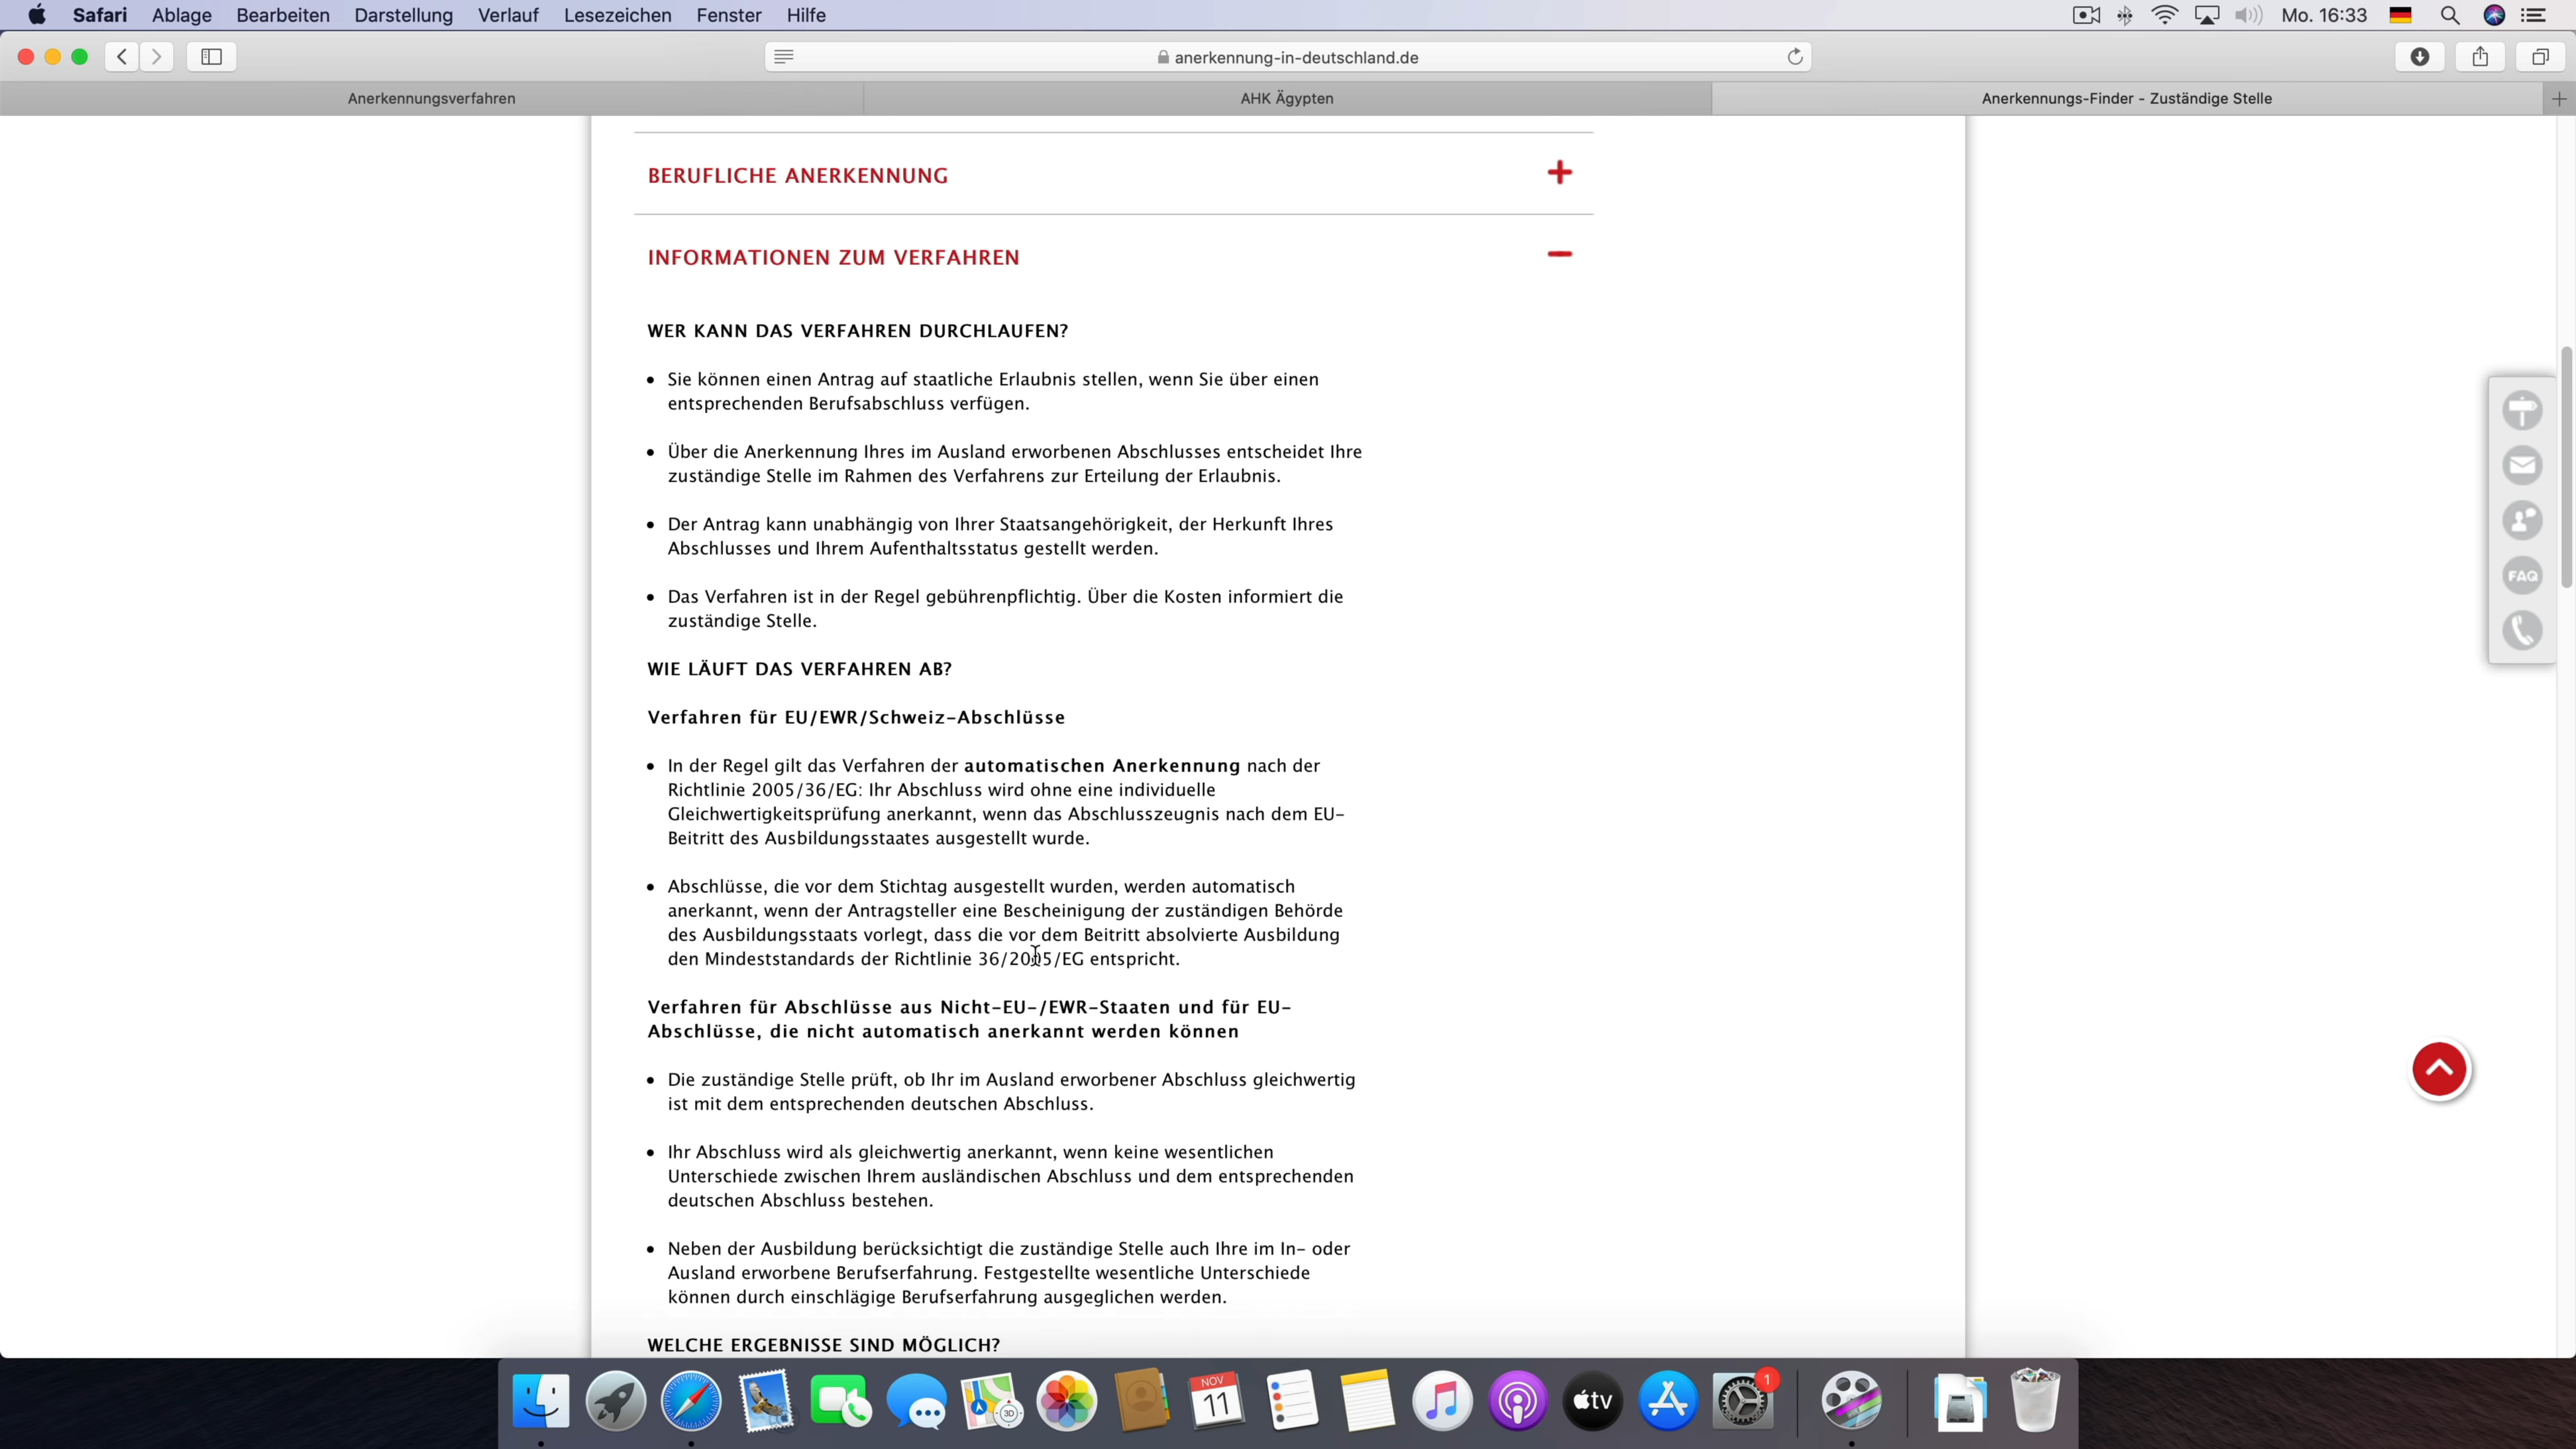 Safari Ablage Bearbeiten Darstellung Verlauf Lesezeichen Fenster Hilfe Mo. 16:33
anerkennung-in-deutschland.de
Anerkennungsverfahren AHK Ägypten Anerkennungs-Finder - Zuständige Stelle
BERUFLICHE ANERKENNUNG
INFORMATIONEN ZUM VERFAHREN
WER KANN DAS VERFAHREN DURCHLAUFEN?
• Sie können einen Antrag auf staatliche Erlaubnis stellen, wenn Sie über einen
entsprechenden Berufsabschluss verfügen.
• Über die Anerkennung Ihres im Ausland erworbenen Abschlusses entscheidet Ihre
zuständige Stelle im Rahmen des Verfahrens zur Erteilung der Erlaubnis.
• Der Antrag kann unabhängig von Ihrer Staatsangehörigkeit, der Herkunft Ihres
Abschlusses und Ihrem Aufenthaltsstatus gestellt werden.
• Das Verfahren ist in der Regel gebührenpflichtig. Über die Kosten informiert die
zuständige Stelle.
WIE LÄUFT DAS VERFAHREN AB?
Verfahren für EU/EWR/Schweiz-Abschlüsse
• In der Regel gilt das Verfahren der automatischen Anerkennung nach der
Richtlinie 2005/36/EG: Ihr Abschluss wird ohne eine individuelle
Gleichwertigkeitsprüfung anerkannt, wenn das Abschlusszeugnis nach dem EU-
Beitritt des Ausbildungsstaates ausgestellt wurde.
• Abschlüsse, die vor dem Stichtag ausgestellt wurden, werden automatisch
anerkannt, wenn der Antragsteller eine Bescheinigung der zuständigen Behörde
des Ausbildungsstaats vorlegt, dass die vor dem Beitritt absolvierte Ausbildung
den Mindeststandards der Richtlinie 36/2005/EG entspricht.
Verfahren für Abschlüsse aus Nicht-EU-/EWR-Staaten und für EU-
Abschlüsse, die nicht automatisch anerkannt werden können
• Die zuständige Stelle prüft, ob Ihr im Ausland erworbener Abschluss gleichwertig
ist mit dem entsprechenden deutschen Abschluss.
• Ihr Abschluss wird als gleichwertig anerkannt, wenn keine wesentlichen
Unterschiede zwischen Ihrem ausländischen Abschluss und dem entsprechenden
deutschen Abschluss bestehen.
• Neben der Ausbildung berücksichtigt die zuständige Stelle auch Ihre im In- oder
Ausland erworbene Berufserfahrung. Festgestellte wesentliche Unterschiede
können durch einschlägige Berufserfahrung ausgeglichen werden.
WELCHE ERGEBNISSE SIND MÖGLICH?
FAQ
3D
NOV
11
tv
1